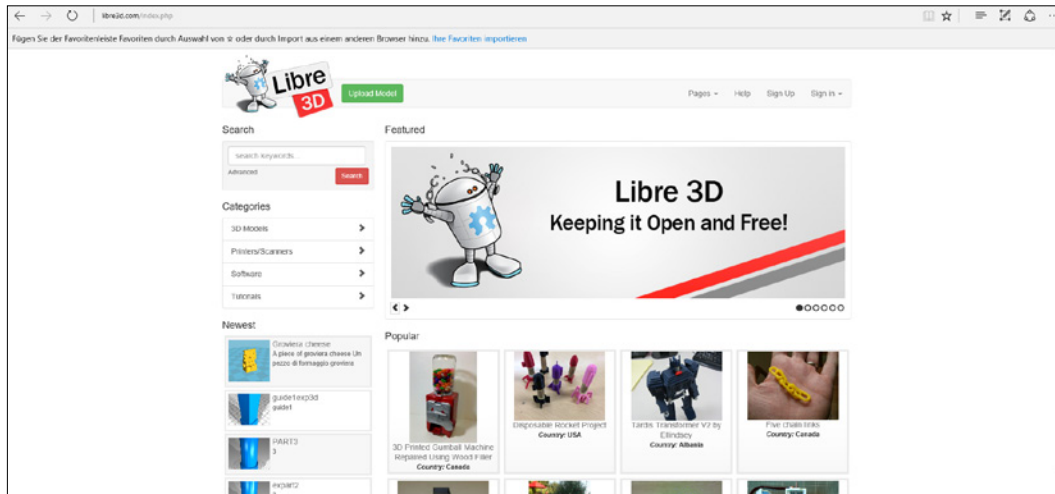 libre3d.com/index.php
Fügen Sie der Favoritenleiste Favoriten durch Auswahl von ☆ oder durch Import aus einem anderen Browser hinzu. Ihre Favoriten importieren
Libre
3D
Upload Model
Pages
Help
Sign Up
Sign in
Search
search keywords...
Advanced
Search
Categories
3D Models
Printers/Scanners
Software
Tutorials
Newest
Groviera cheese
A piece of groviera cheese Un
pezzo di formaggio groviera
guide1exp3d
guide1
PART3
3
expart2
Featured
Libre 3D
Keeping it Open and Free!
Popular
3D Printed Gumball Machine
Repaired Using Wood Filler
Country: Canada
Disposable Rocket Project
Country: USA
Tardis Transformer V2 by
Ellindsey
Country: Albania
Five chain links
Country: Canada